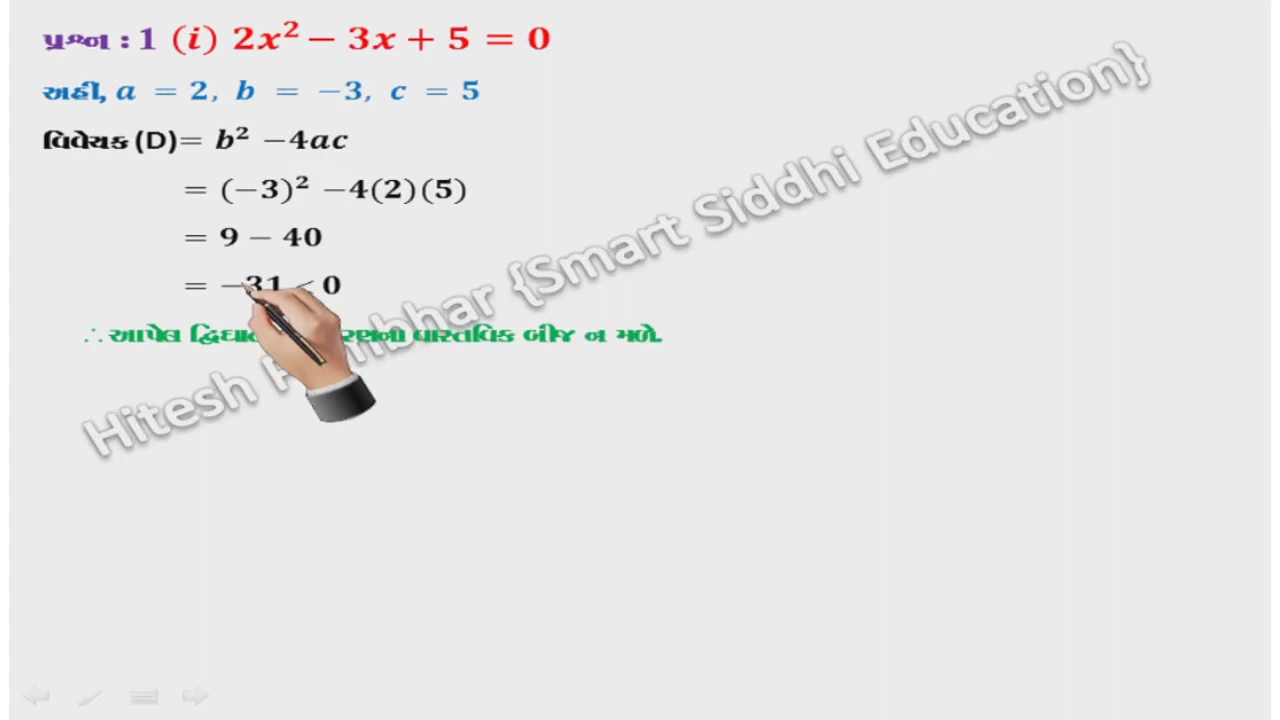 પ્રશ્ન : 1 (i) 2x² − 3x + 5 = 0
અહીં, a = 2, b = −3, c = 5
વિવેચક (D)= b² −4ac
= (−3)² −4(2)(5)
= 9 − 40
= −31 < 0
∴ આપેલ વાસ્તવિક બીજ ન મળે.
Hitesh {Smart Siddhi Education}